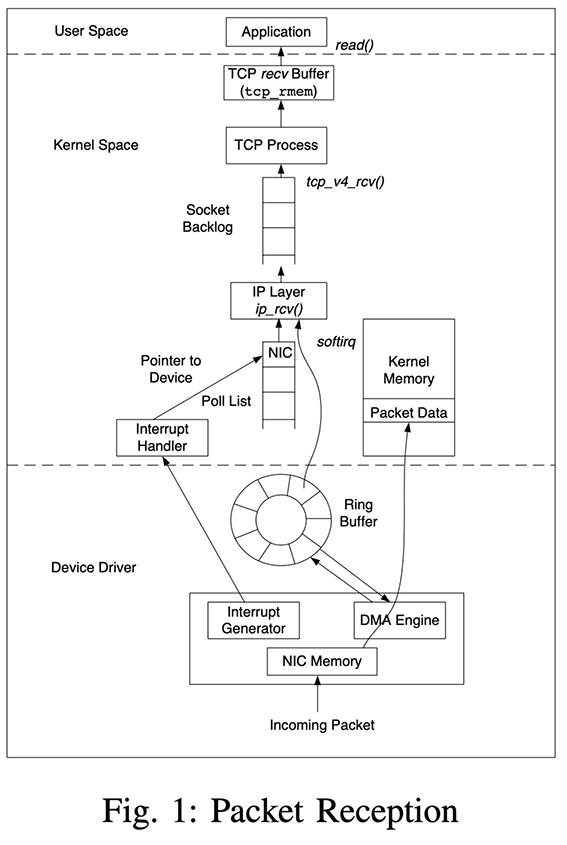 User Space
Application
read()
TCP recv Buffer
(tcp_rmem)
Kernel Space
TCP Process
tcp_v4_rcv()
Socket
Backlog
IP Layer
ip_rcv()
softirq
NIC
Pointer to
Device
Poll List
Kernel
Memory
Packet Data
Interrupt
Handler
Ring
Buffer
Device Driver
Interrupt
Generator
DMA Engine
NIC Memory
Incoming Packet
Fig. 1: Packet Reception